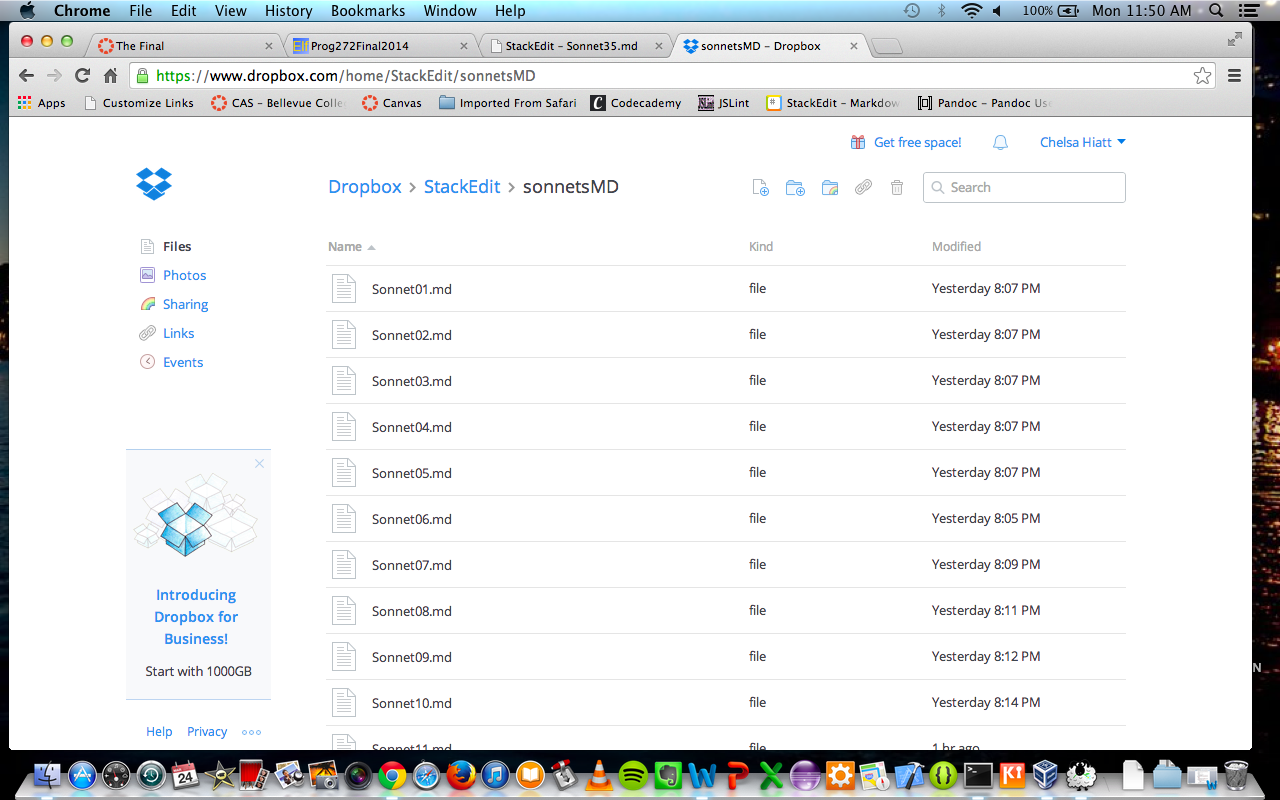 Chrome File Edit View History Bookmarks Window Help 100% Mon 11:50 AM
The Final Prog272Final2014 StackEdit – Sonnet35.md sonnetsMD – Dropbox
https://www.dropbox.com/home/StackEdit/sonnetsMD
Apps Customize Links CAS – Bellevue Colle Canvas Imported From Safari Codecademy JSLint StackEdit – Markdow Pandoc – Pandoc Us
Get free space! Chelsa Hiatt
Dropbox > StackEdit > sonnetsMD Search
Files
Photos
Sharing
Links
Events
Name Kind Modified
Sonnet01.md file Yesterday 8:07 PM
Sonnet02.md file Yesterday 8:07 PM
Sonnet03.md file Yesterday 8:07 PM
Sonnet04.md file Yesterday 8:07 PM
Sonnet05.md file Yesterday 8:07 PM
Sonnet06.md file Yesterday 8:05 PM
Sonnet07.md file Yesterday 8:09 PM
Sonnet08.md file Yesterday 8:11 PM
Sonnet09.md file Yesterday 8:12 PM
Sonnet10.md file Yesterday 8:14 PM
Sonnet11.md file 1 hr ago
Introducing
Dropbox for
Business!
Start with 1000GB
Help Privacy
N
24